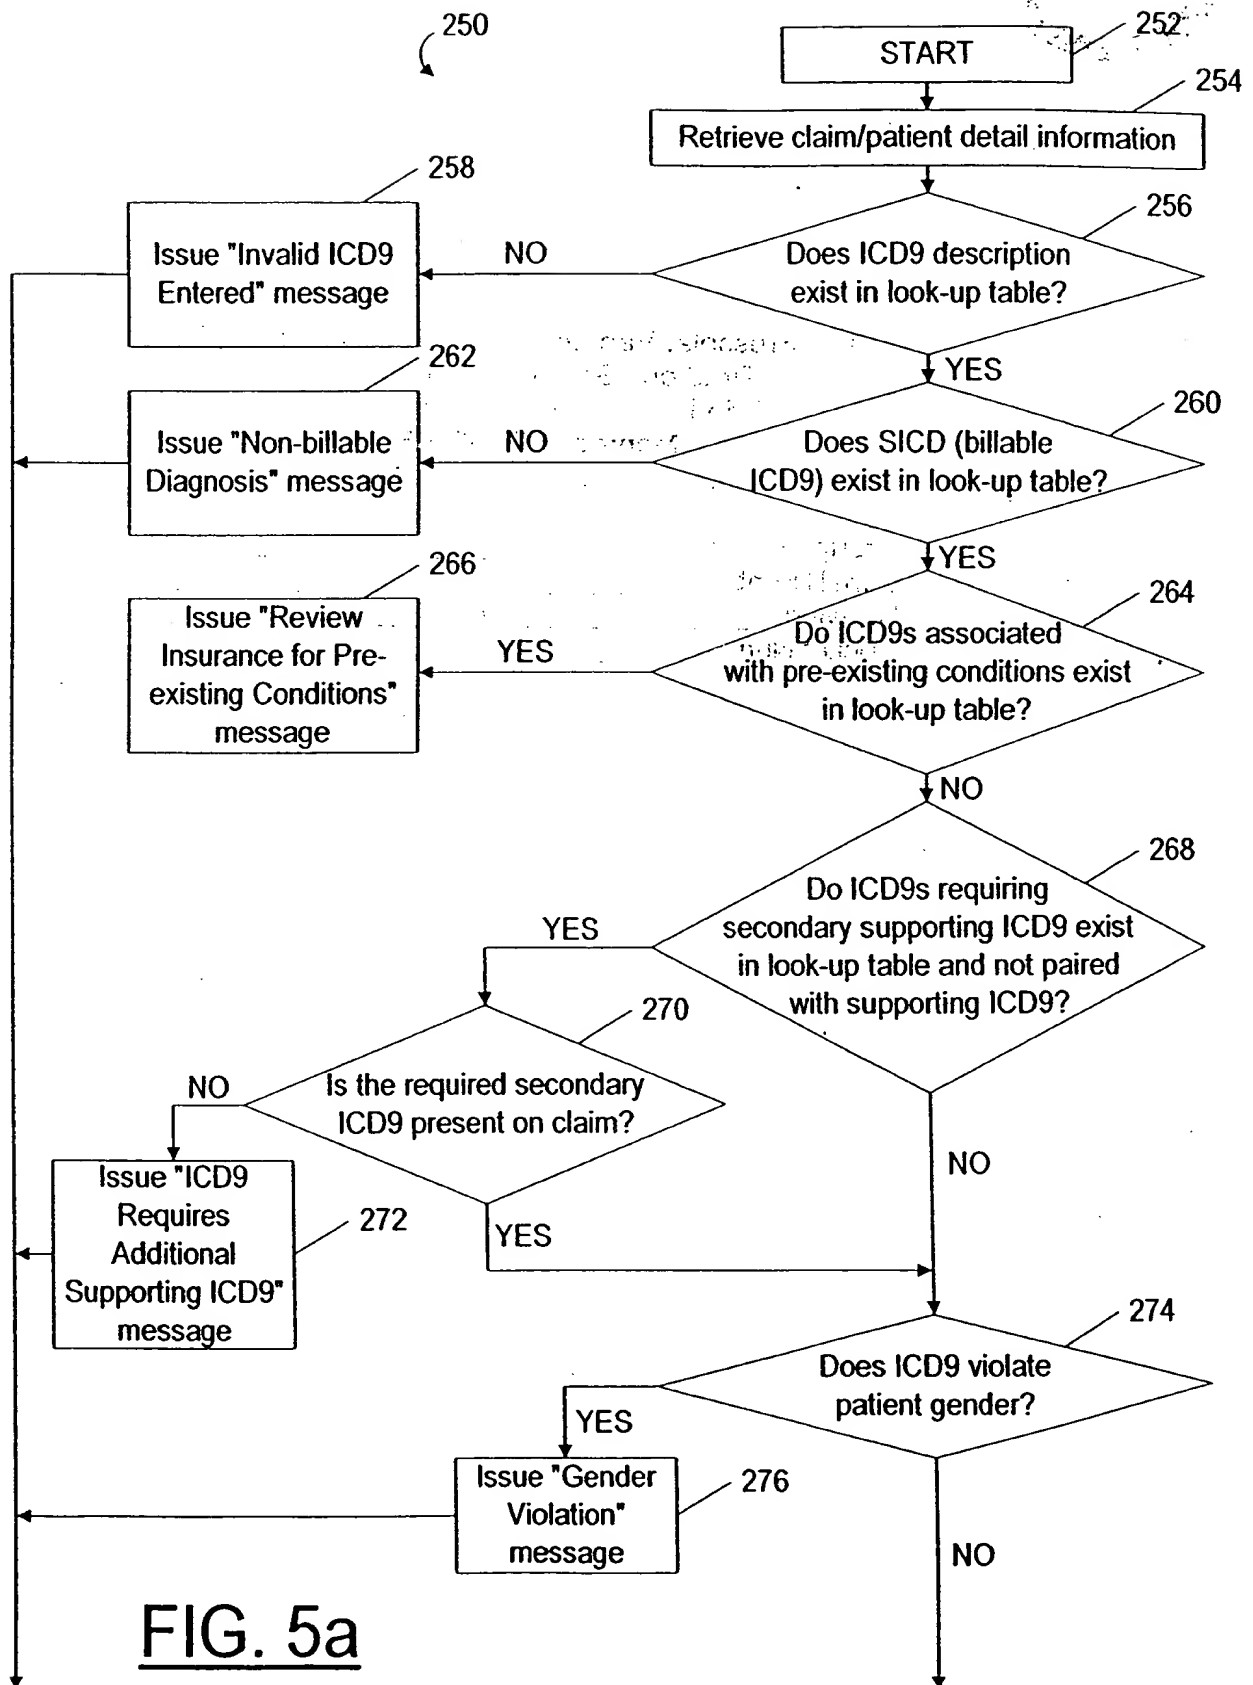 250
252
START
254
Retrieve claim/patient detail information
258
256
Issue "Invalid ICD9
Entered" message
NO
Does ICD9 description
exist in look-up table?
YES
262
260
Issue "Non-billable
Diagnosis" message
NO
Does SICD (billable
ICD9) exist in look-up table?
YES
266
264
Issue "Review
Insurance for Pre-
existing Conditions"
message
YES
Do ICD9s associated
with pre-existing conditions exist
in look-up table?
NO
268
Do ICD9s requiring
secondary supporting ICD9 exist
in look-up table and not paired
with supporting ICD9?
YES
270
Is the required secondary
ICD9 present on claim?
NO
NO
Issue "ICD9
Requires
Additional
Supporting ICD9"
message
272
YES
274
Does ICD9 violate
patient gender?
YES
Issue "Gender
Violation"
message
276
NO
FIG. 5a